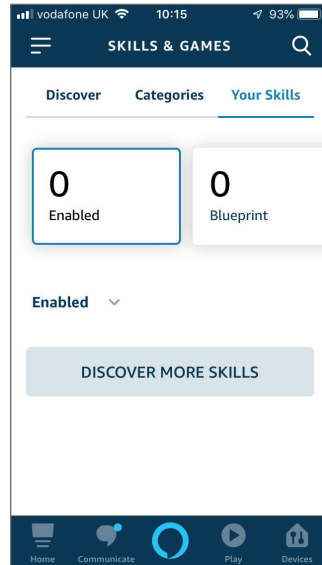 vodafone UK 10:15 93%
SKILLS & GAMES
Discover Categories Your Skills
0 0
Enabled Blueprint
Enabled
DISCOVER MORE SKILLS
Home Communicate Play Devices